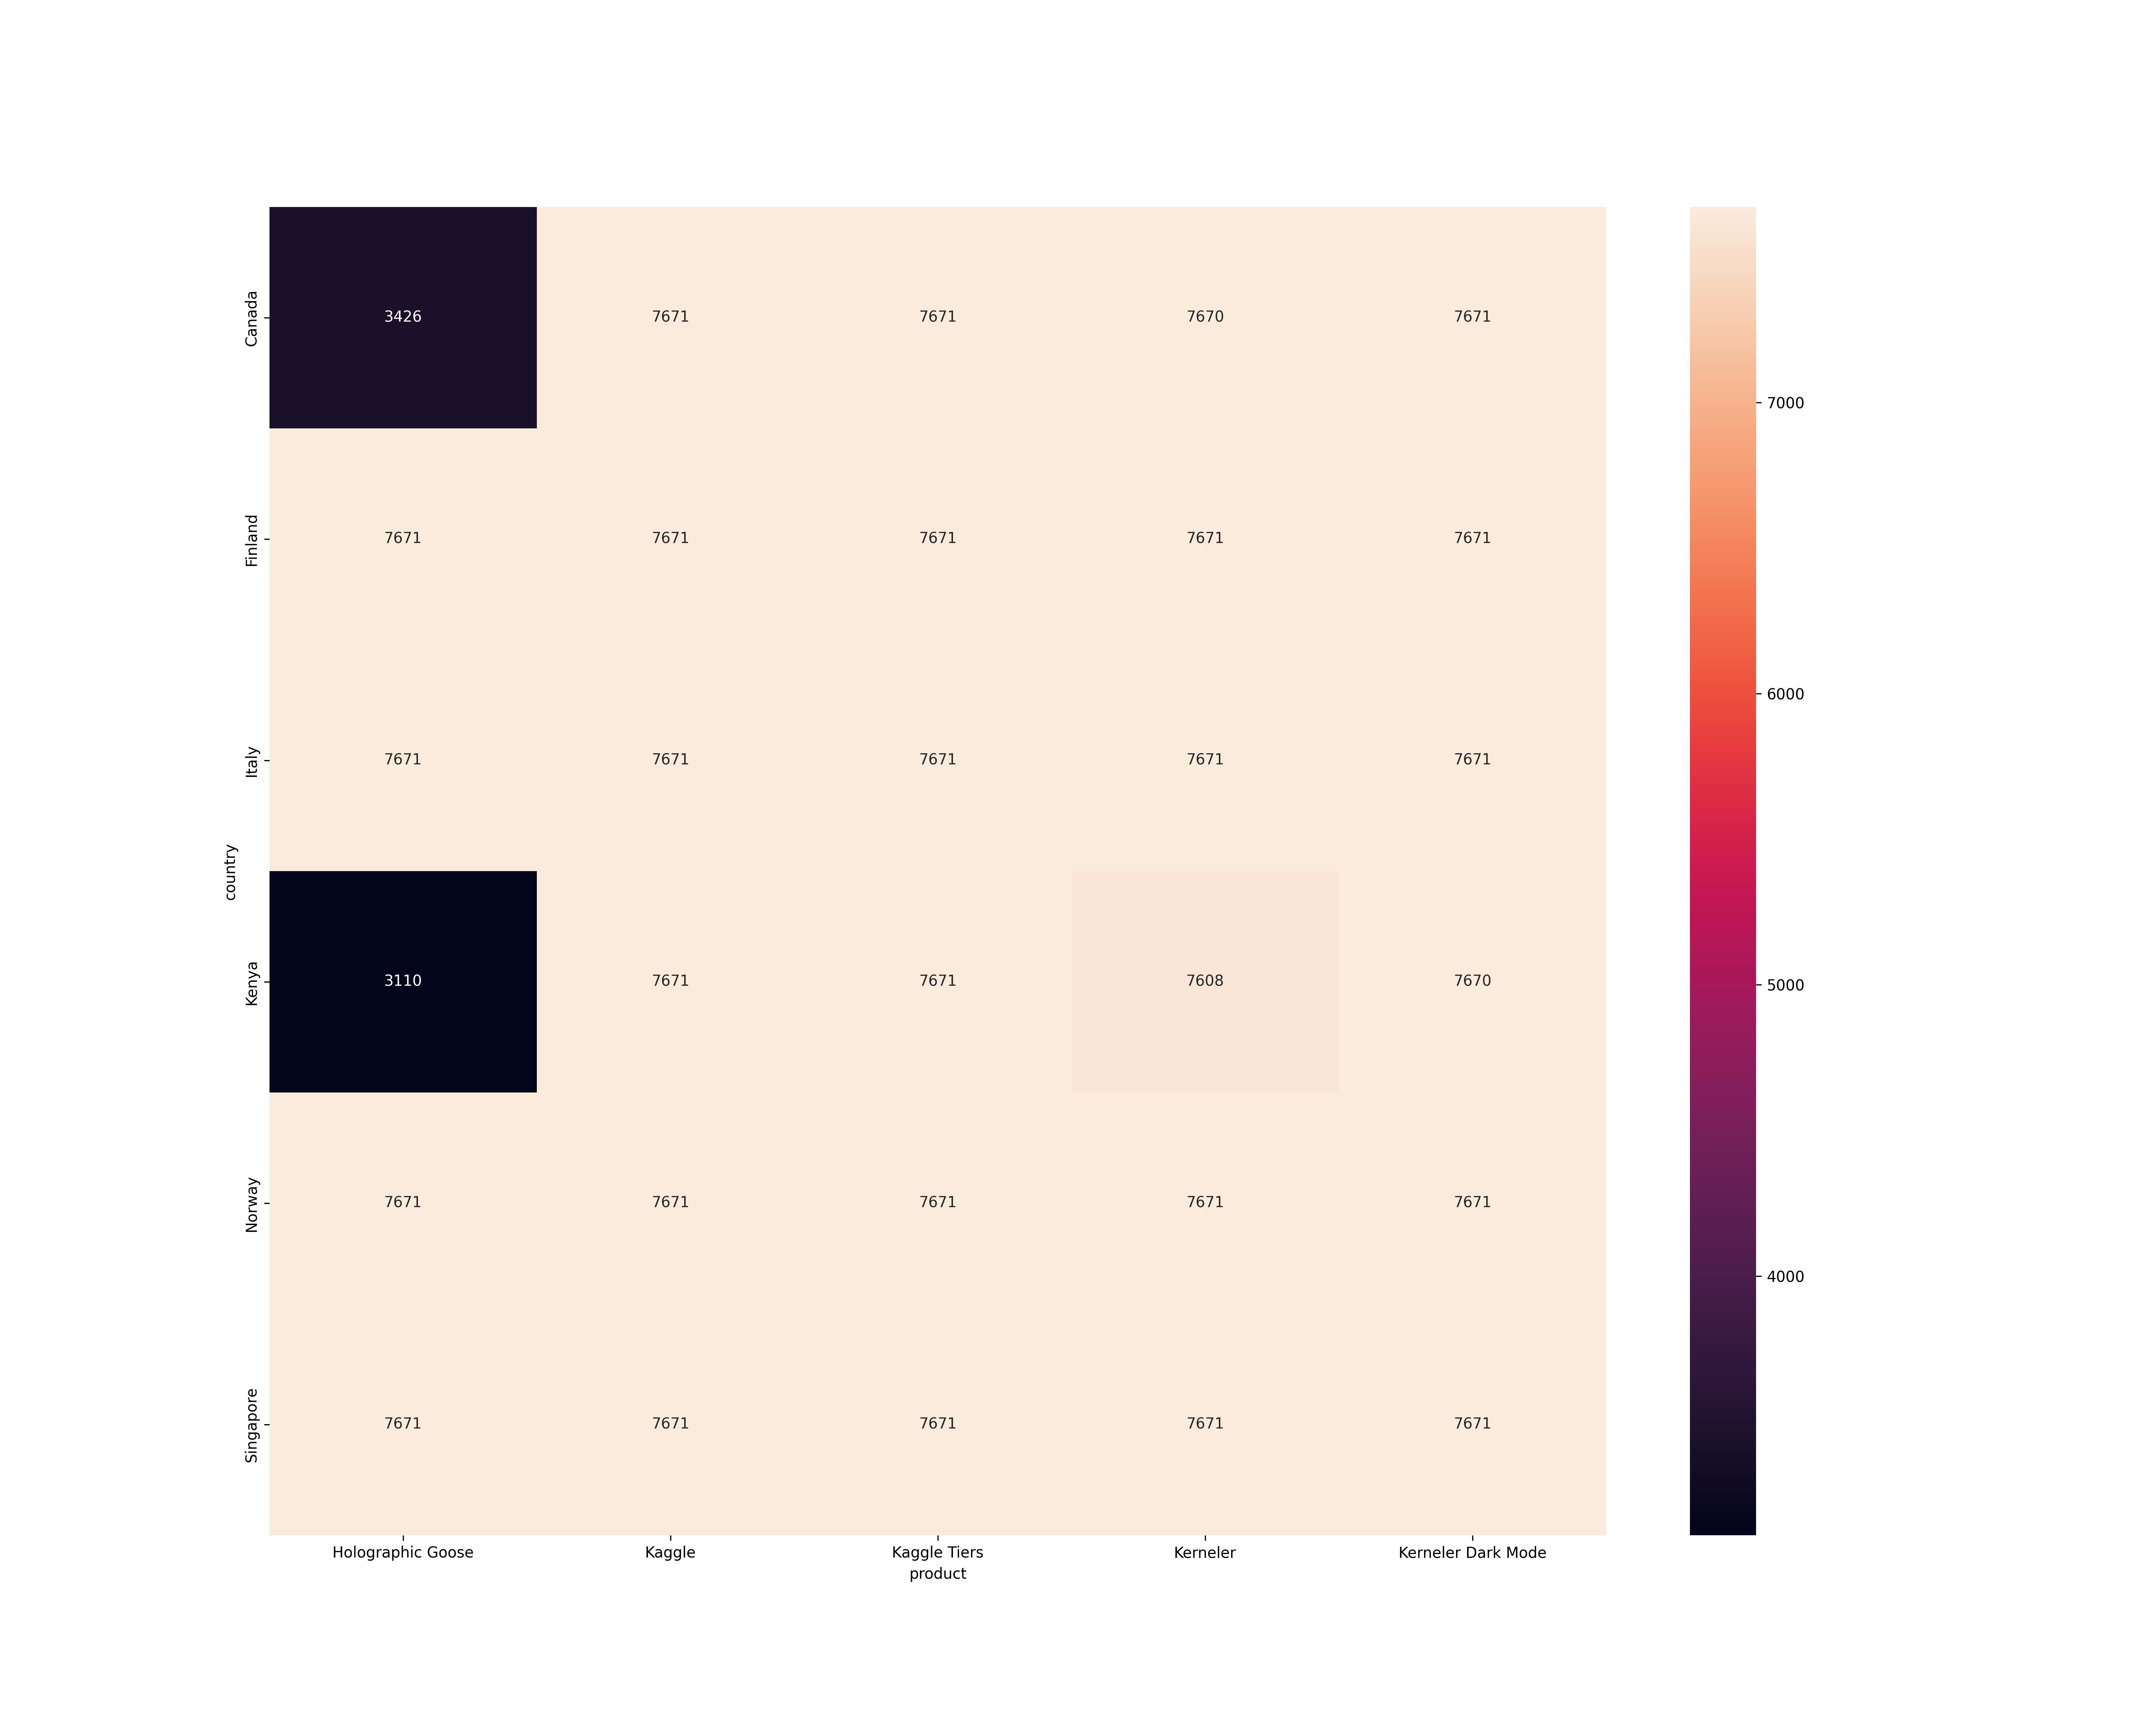 Canada 3426 7671 7671 7670 7671
7000
Finland 7671 7671 7671 7671 7671
6000
Italy 7671 7671 7671 7671 7671
country
Kenya 3110 7671 7671 7608 7670
5000
Norway 7671 7671 7671 7671 7671
4000
Singapore 7671 7671 7671 7671 7671
Holographic Goose Kaggle Kaggle Tiers Kerneler Kerneler Dark Mode
product